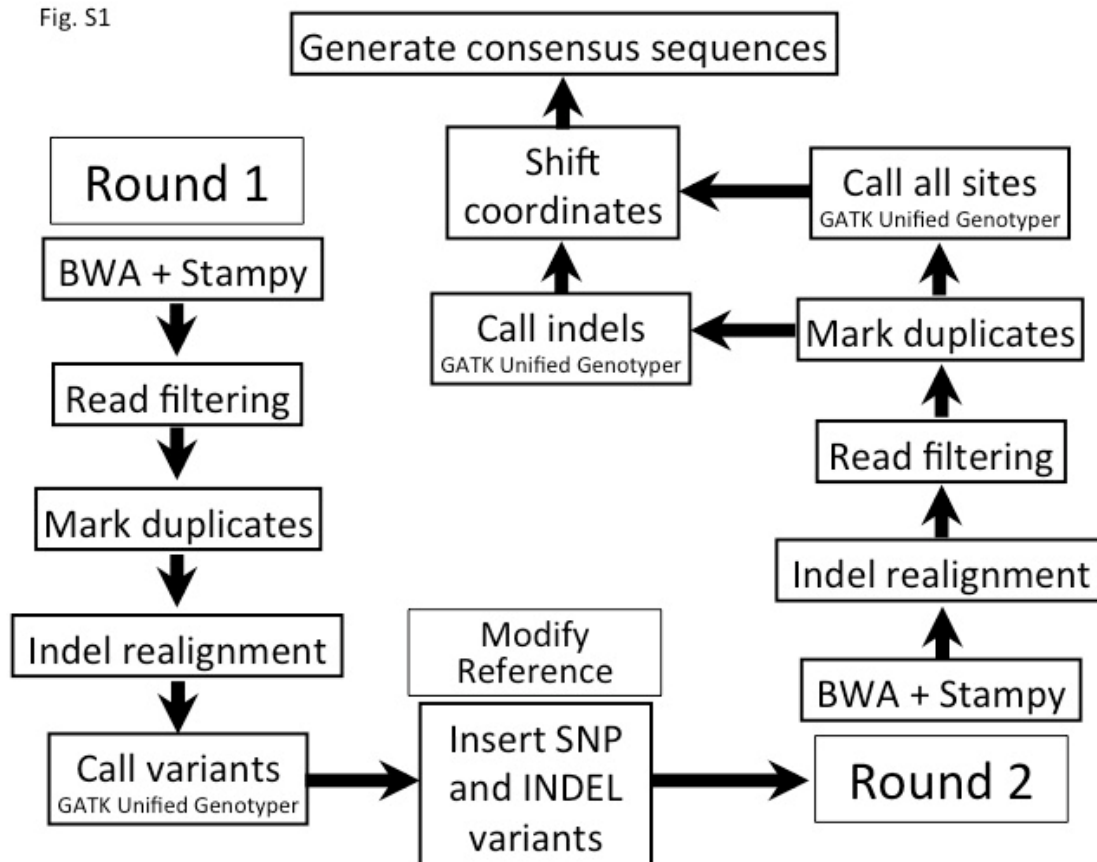 Fig. S1
Round 1
BWA + Stampy
Read filtering
Mark duplicates
Indel realignment
Call variants
GATK Unified Genotyper
Modify
Reference
Insert SNP
and INDEL
variants
Round 2
BWA + Stampy
Indel realignment
Read filtering
Mark duplicates
Call indels
GATK Unified Genotyper
Call all sites
GATK Unified Genotyper
Shift
coordinates
Generate consensus sequences